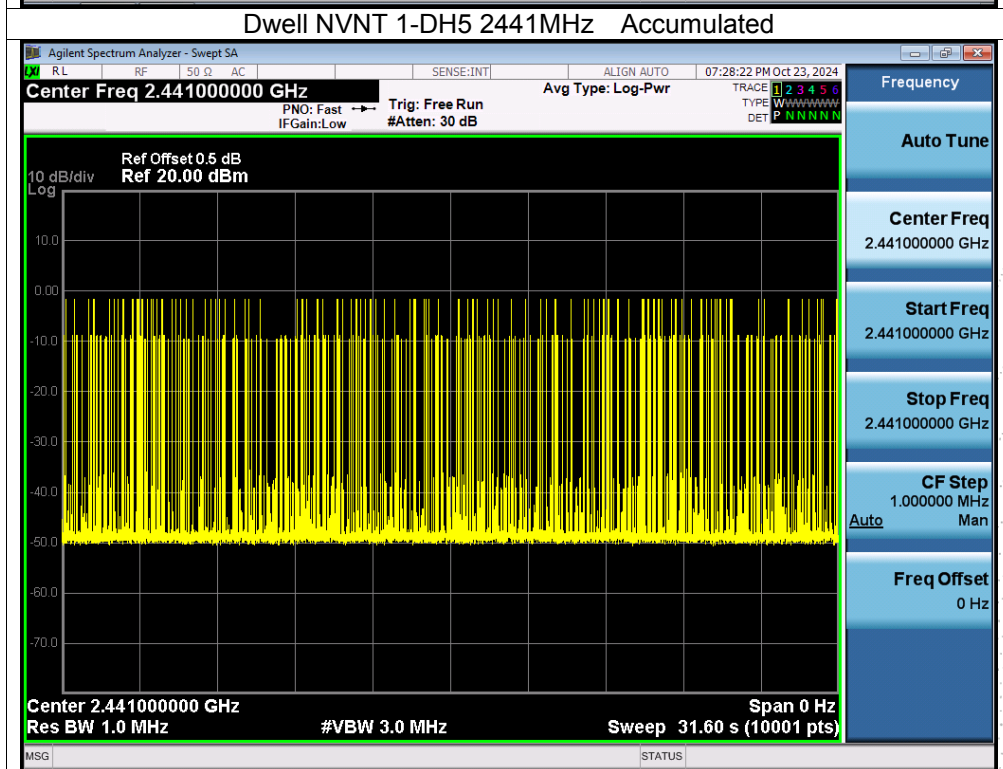 Dwell NVNT 1-DH5 2441MHz Accumulated
Agilent Spectrum Analyzer - Swept SA
LXI RL RF 50 Ω AC SENSE:INT ALIGN AUTO 07:28:22 PM Oct 23, 2024
Center Freq 2.441000000 GHz
PNO: Fast
IFGain:Low
Trig: Free Run
#Atten: 30 dB
Avg Type: Log-Pwr
TRACE 1 2 3 4 5 6
TYPE WWWWWW
DET P N N N N N
Frequency
Auto Tune
Center Freq
2.441000000 GHz
Start Freq
2.441000000 GHz
Stop Freq
2.441000000 GHz
CF Step
1.000000 MHz
Auto Man
Freq Offset
0 Hz
Ref Offset 0.5 dB
10 dB/div Ref 20.00 dBm
Log
10.0
0.00
-10.0
-20.0
-30.0
-40.0
-50.0
-60.0
-70.0
Center 2.441000000 GHz Span 0 Hz
Res BW 1.0 MHz #VBW 3.0 MHz Sweep 31.60 s (10001 pts)
MSG STATUS